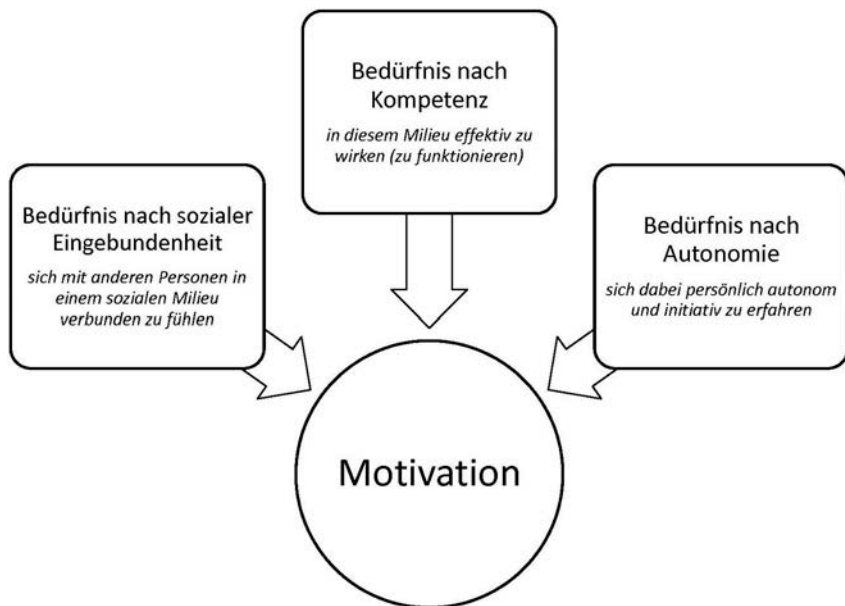 Bedürfnis nach
Kompetenz
in diesem Milieu effektiv zu
wirken (zu funktionieren)
Bedürfnis nach sozialer
Eingebundenheit
sich mit anderen Personen in
einem sozialen Milieu
verbunden zu fühlen
Bedürfnis nach
Autonomie
sich dabei persönlich autonom
und initiativ zu erfahren
Motivation